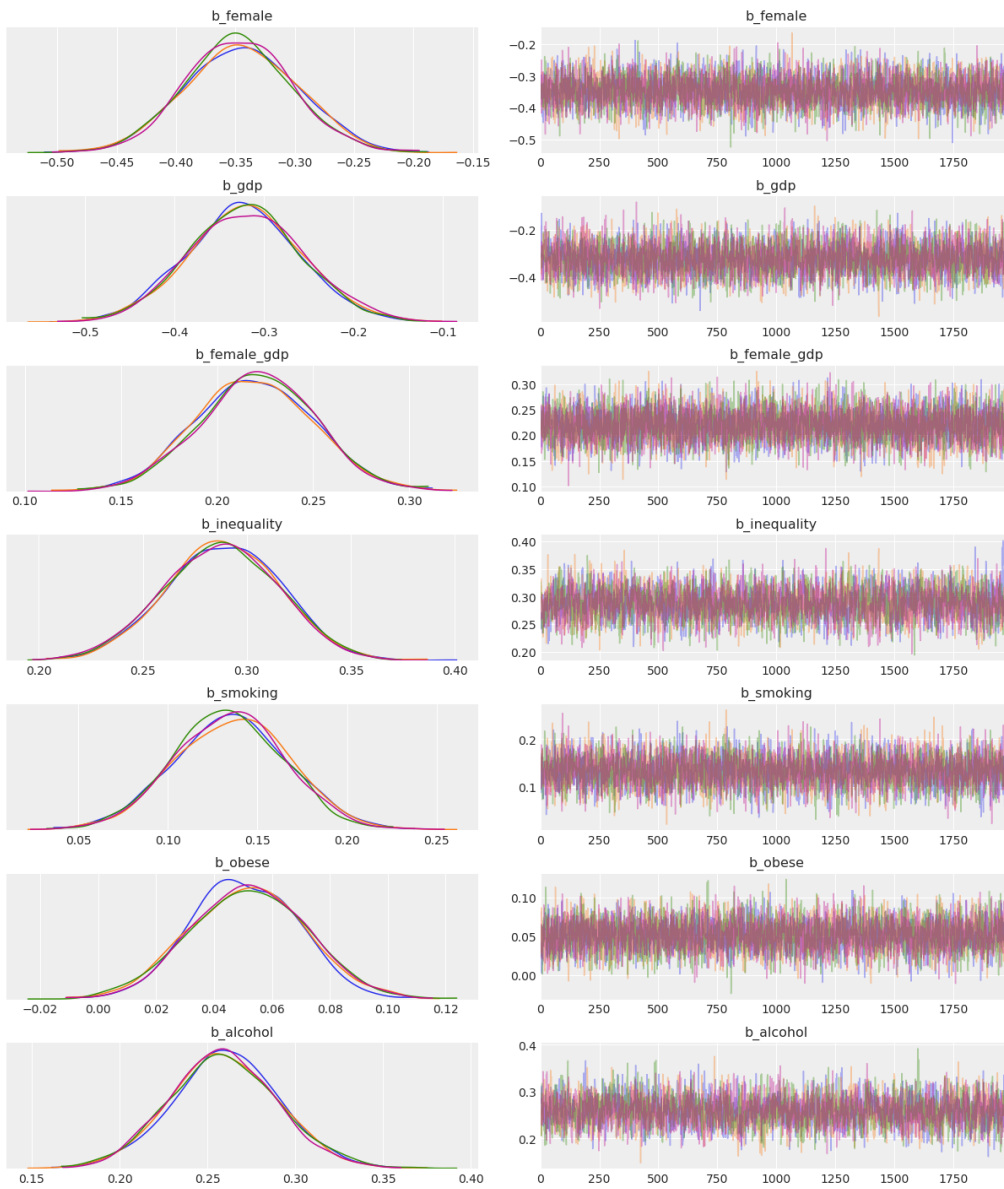 b_female b_female
−0.50 −0.45 −0.40 −0.35 −0.30 −0.25 −0.20 −0.15
−0.2
−0.3
−0.4
−0.5
0 250 500 750 1000 1250 1500 1750
b_gdp b_gdp
−0.5 −0.4 −0.3 −0.2 −0.1
−0.2
−0.4
0 250 500 750 1000 1250 1500 1750
b_female_gdp b_female_gdp
0.10 0.15 0.20 0.25 0.30
0.30
0.25
0.20
0.15
0.10
0 250 500 750 1000 1250 1500 1750
b_inequality b_inequality
0.20 0.25 0.30 0.35 0.40
0.40
0.35
0.30
0.25
0.20
0 250 500 750 1000 1250 1500 1750
b_smoking b_smoking
0.05 0.10 0.15 0.20 0.25
0.2
0.1
0 250 500 750 1000 1250 1500 1750
b_obese b_obese
−0.02 0.00 0.02 0.04 0.06 0.08 0.10 0.12
0.10
0.05
0.00
0 250 500 750 1000 1250 1500 1750
b_alcohol b_alcohol
0.15 0.20 0.25 0.30 0.35 0.40
0.4
0.3
0.2
0 250 500 750 1000 1250 1500 1750